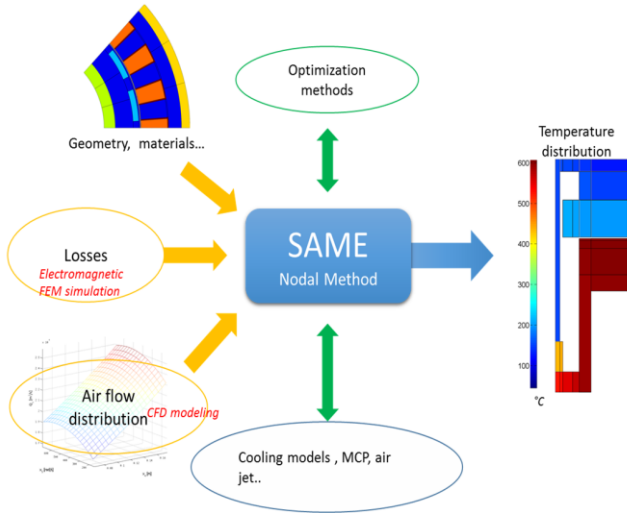 Optimization
methods
Geometry, materials...
Temperature
distribution
600
500
400
300
200
100
°C
SAME
Nodal Method
Losses
Electromagnetic
FEM simulation
Air flow
distribution
CFD modeling
Cooling models , MCP, air
jet..